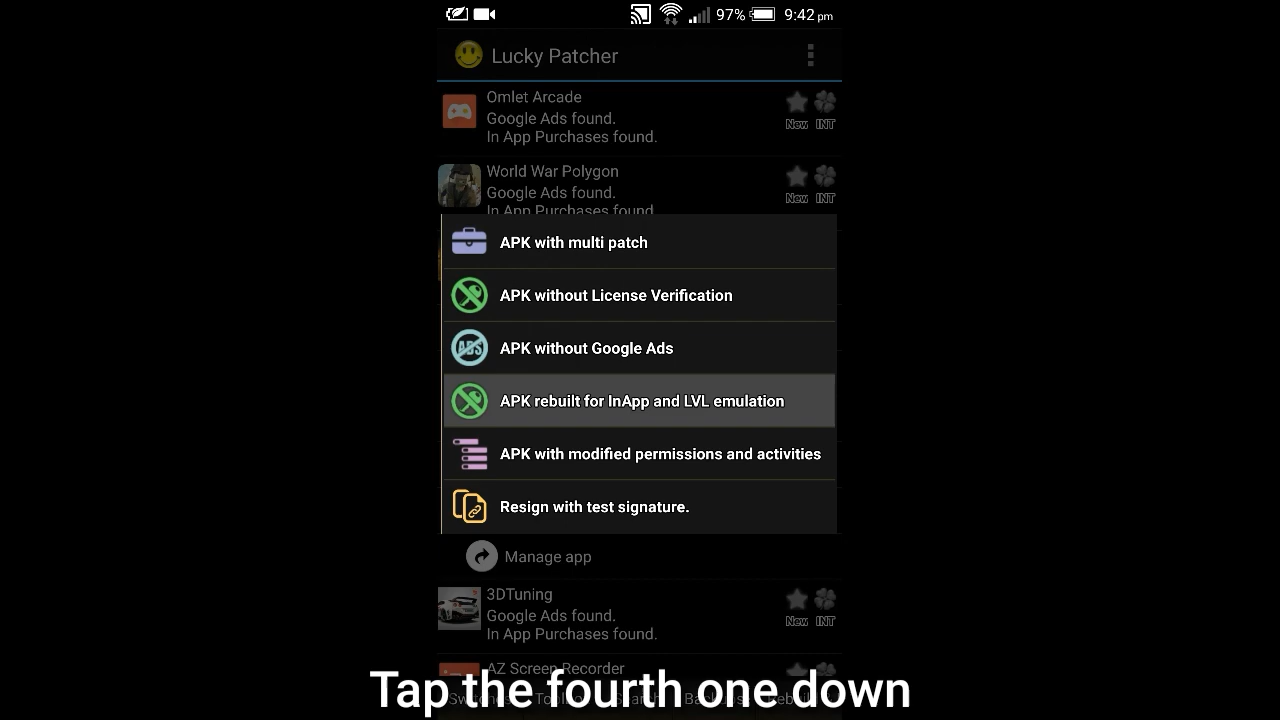 97% 9:42 pm
Lucky Patcher
Omlet Arcade
Google Ads found.
In App Purchases found.
New INT
World War Polygon
Google Ads found.
In App Purchases found.
New INT
APK with multi patch
APK without License Verification
APK without Google Ads
APK rebuilt for InApp and LVL emulation
APK with modified permissions and activities
Resign with test signature.
Manage app
3DTuning
Google Ads found.
In App Purchases found.
New INT
AZ Screen Recorder
Tap the fourth one down